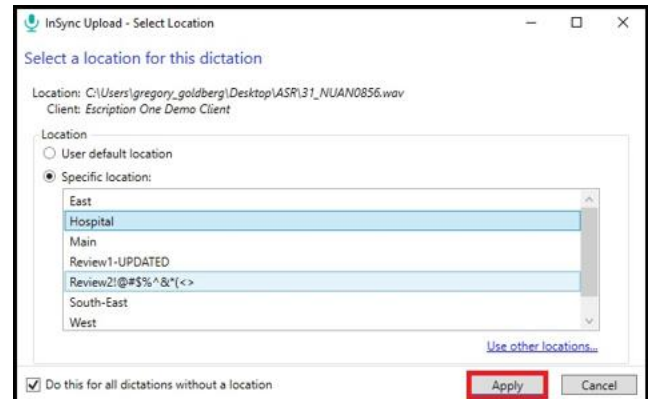 InSync Upload - Select Location
Select a location for this dictation
Location: C:\Users\gregory_goldberg\Desktop\ASR\31_NUAN0856.wav
Client: Escription One Demo Client
Location
User default location
Specific location:
East
Hospital
Main
Review1-UPDATED
Review2!@#$%^&*(<>
South-East
West
Use other locations...
Do this for all dictations without a location
Apply Cancel